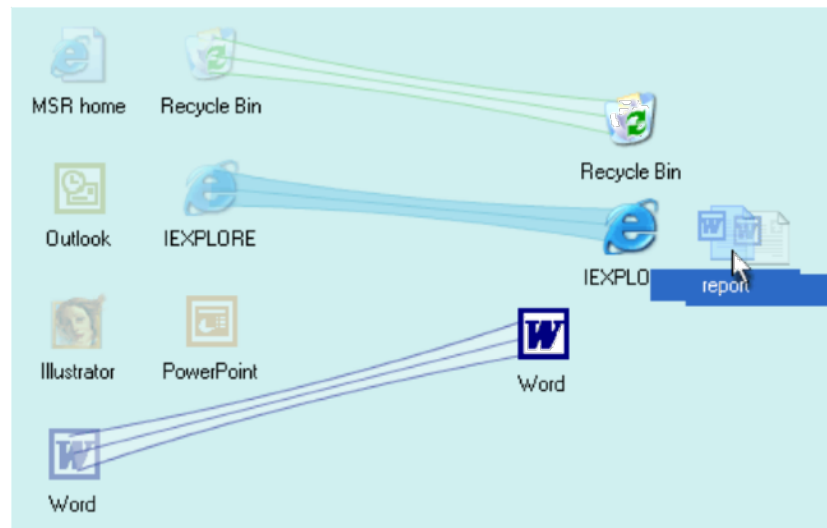 MSR home
Recycle Bin
Recycle Bin
Outlook
IEXPLORE
IEXPLO
report
Illustrator
PowerPoint
Word
Word